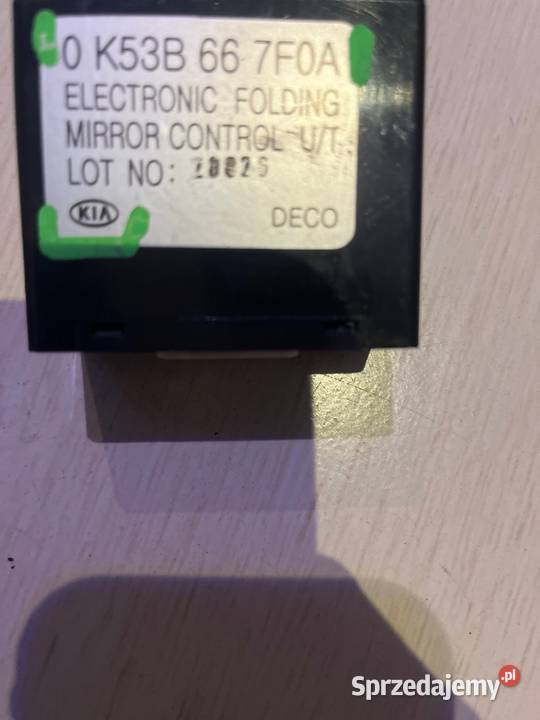 0 K53B 66 7F0A
ELECTRONIC FOLDING
MIRROR CONTROL U/T
LOT NO:
KIA
DECO
Sprzedajemy.pl